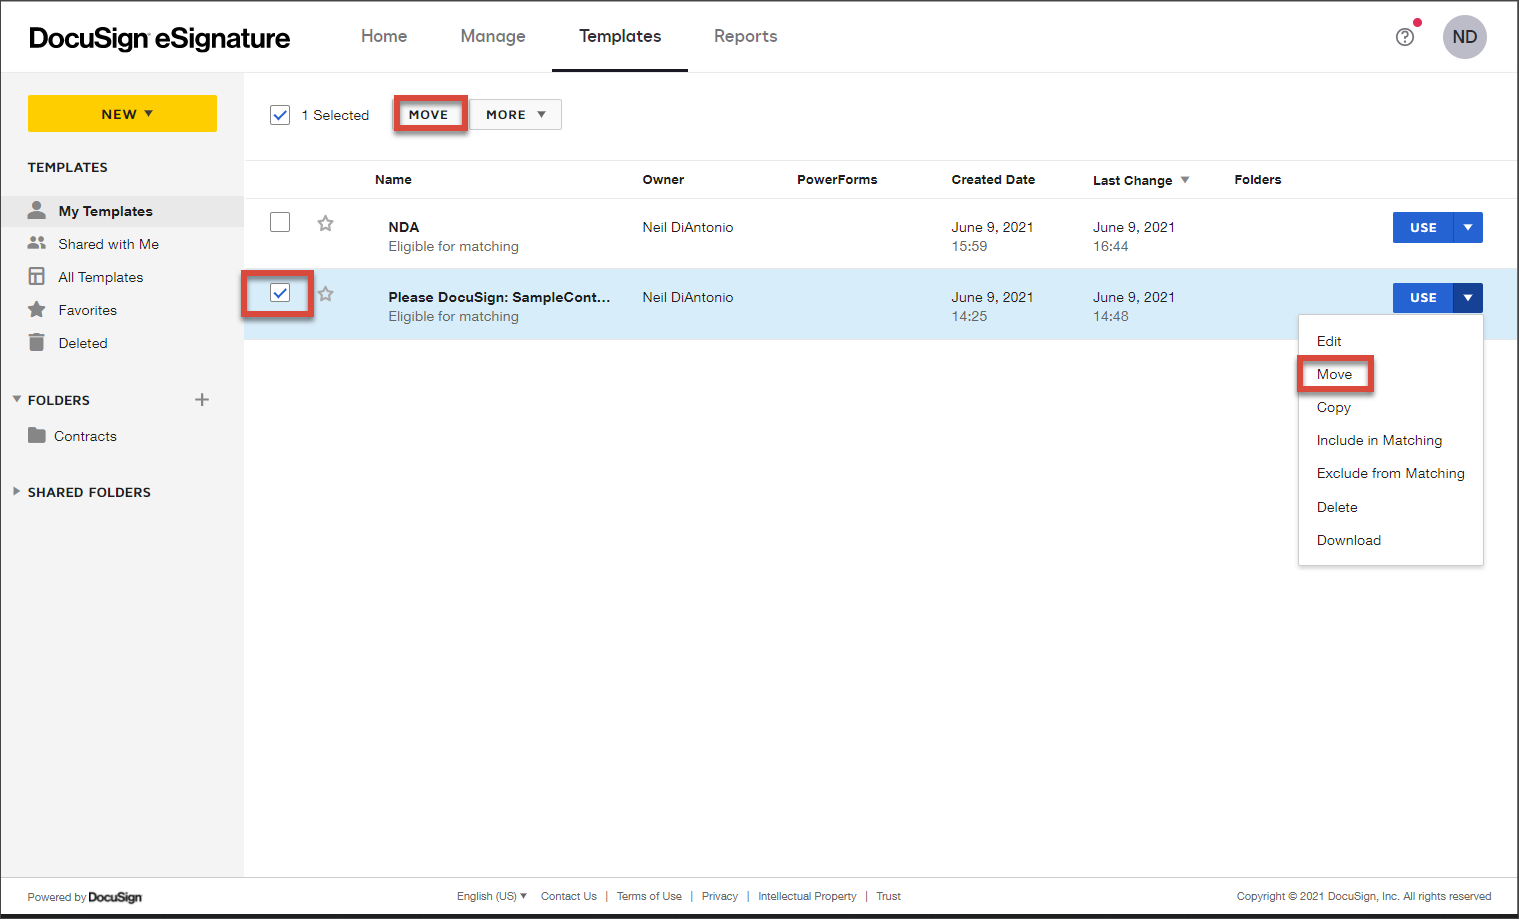 DocuSign eSignature
Home
Manage
Templates
Reports
ND
NEW
TEMPLATES
My Templates
Shared with Me
All Templates
Favorites
Deleted
FOLDERS
Contracts
SHARED FOLDERS
1 Selected
MOVE
MORE
Name
Owner
PowerForms
Created Date
Last Change
Folders
NDA
Eligible for matching
Neil DiAntonio
June 9, 2021
15:59
June 9, 2021
16:44
USE
Please DocuSign: SampleCont...
Eligible for matching
Neil DiAntonio
June 9, 2021
14:25
June 9, 2021
14:48
USE
Edit
Move
Copy
Include in Matching
Exclude from Matching
Delete
Download
Powered by DocuSign
English (US)
Contact Us | Terms of Use | Privacy | Intellectual Property | Trust
Copyright © 2021 DocuSign, Inc. All rights reserved